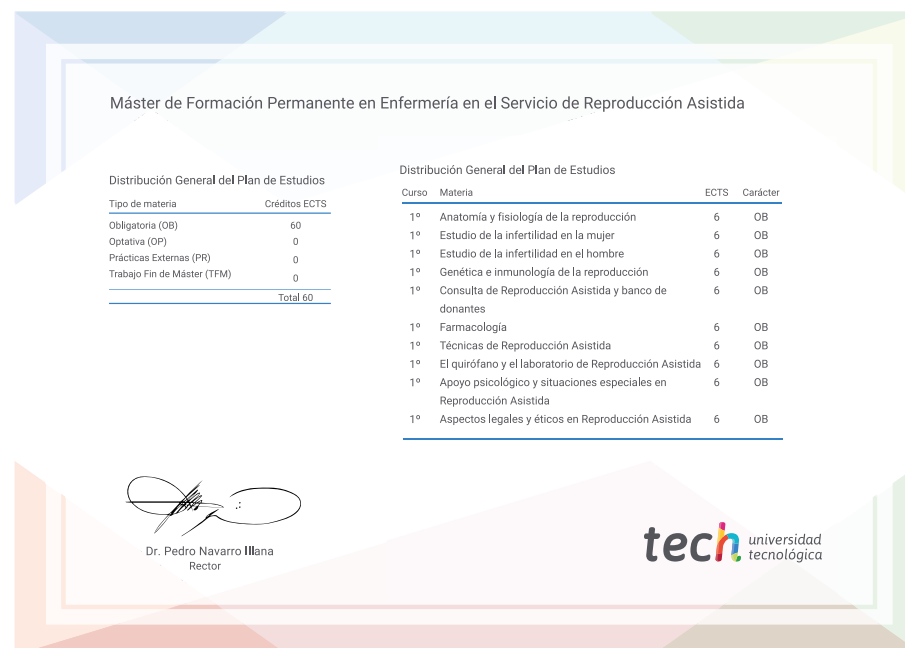 Máster de Formación Permanente en Enfermería en el Servicio de Reproducción Asistida
Distribución General del Plan de Estudios
Tipo de materia Créditos ECTS
Obligatoria (OB) 60
Optativa (OP) 0
Prácticas Externas (PR) 0
Trabajo Fin de Máster (TFM) 0
Total 60
Distribución General del Plan de Estudios
Curso Materia ECTS Carácter
1º Anatomía y fisiología de la reproducción 6 OB
1º Estudio de la infertilidad en la mujer 6 OB
1º Estudio de la infertilidad en el hombre 6 OB
1º Genética e inmunología de la reproducción 6 OB
1º Consulta de Reproducción Asistida y banco de 6 OB
donantes
1º Farmacología 6 OB
1º Técnicas de Reproducción Asistida 6 OB
1º El quirófano y el laboratorio de Reproducción Asistida 6 OB
1º Apoyo psicológico y situaciones especiales en 6 OB
Reproducción Asistida
1º Aspectos legales y éticos en Reproducción Asistida 6 OB
Dr. Pedro Navarro Illana
Rector
tech universidad
tecnológica